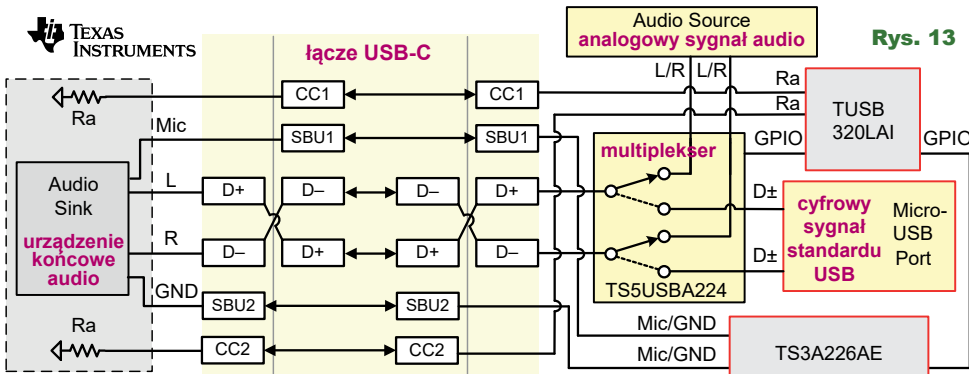 TEXAS
INSTRUMENTS
łącze USB-C
Audio Source
analogowy sygnał audio
Rys. 13
L/R
L/R
Ra
CC1
CC1
Ra
Ra
TUSB
320LAI
Mic
SBU1
SBU1
multiplekser
GPIO
GPIO
Audio
Sink
urządzenie
końcowe
audio
L
D+
D–
D–
D+
D±
cyfrowy
sygnał
standardu
USB
Micro-
USB
Port
R
D–
D+
D+
D–
D±
GND
SBU2
SBU2
TS5USBA224
Ra
CC2
CC2
Mic/GND
Mic/GND
TS3A226AE